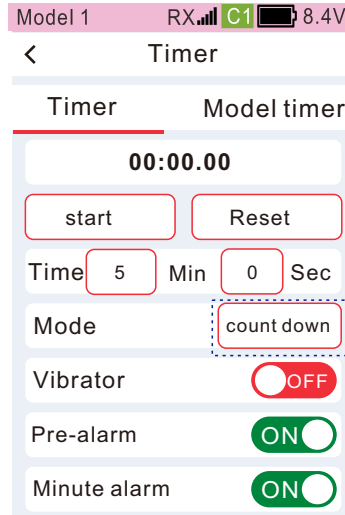 Model 1 RX C1 8.4V
< Timer
Timer Model timer
00:00.00
start Reset
Time 5 Min 0 Sec
Mode count down
Vibrator OFF
Pre-alarm ON
Minute alarm ON